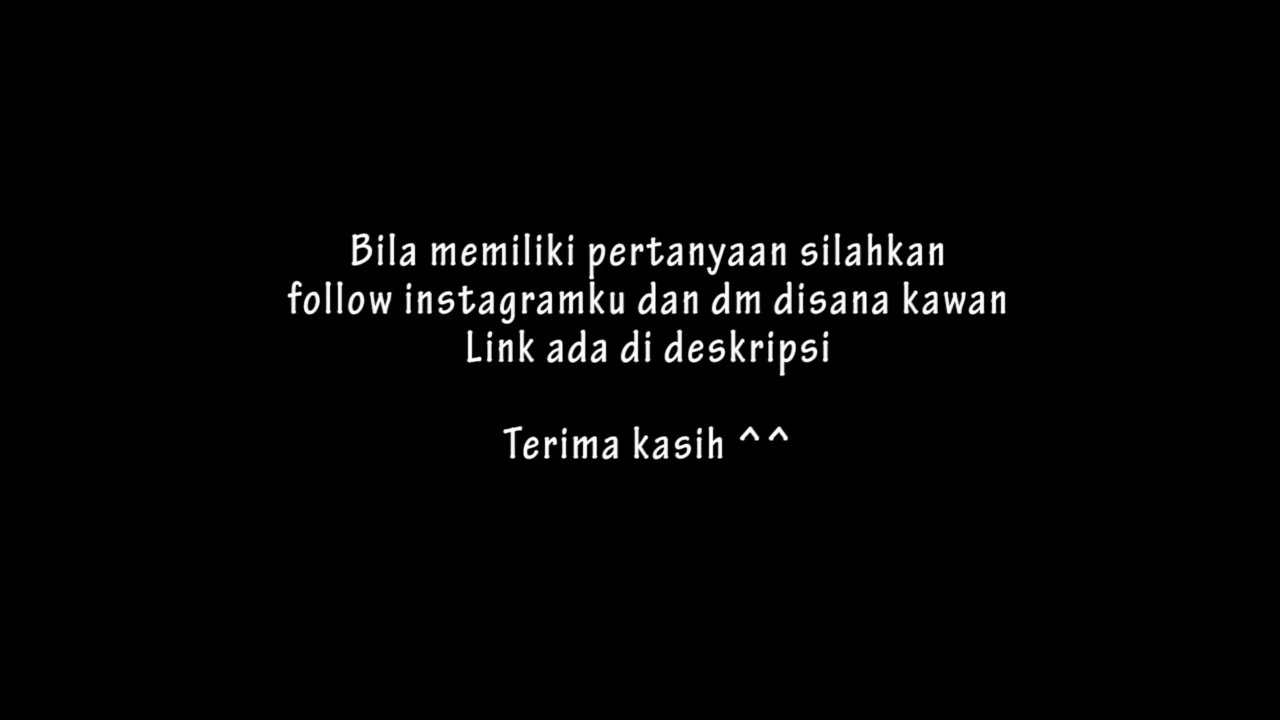 Bila memiliki pertanyaan silahkan
follow instagramku dan dm disana kawan
Link ada di deskripsi
Terima kasih ^^